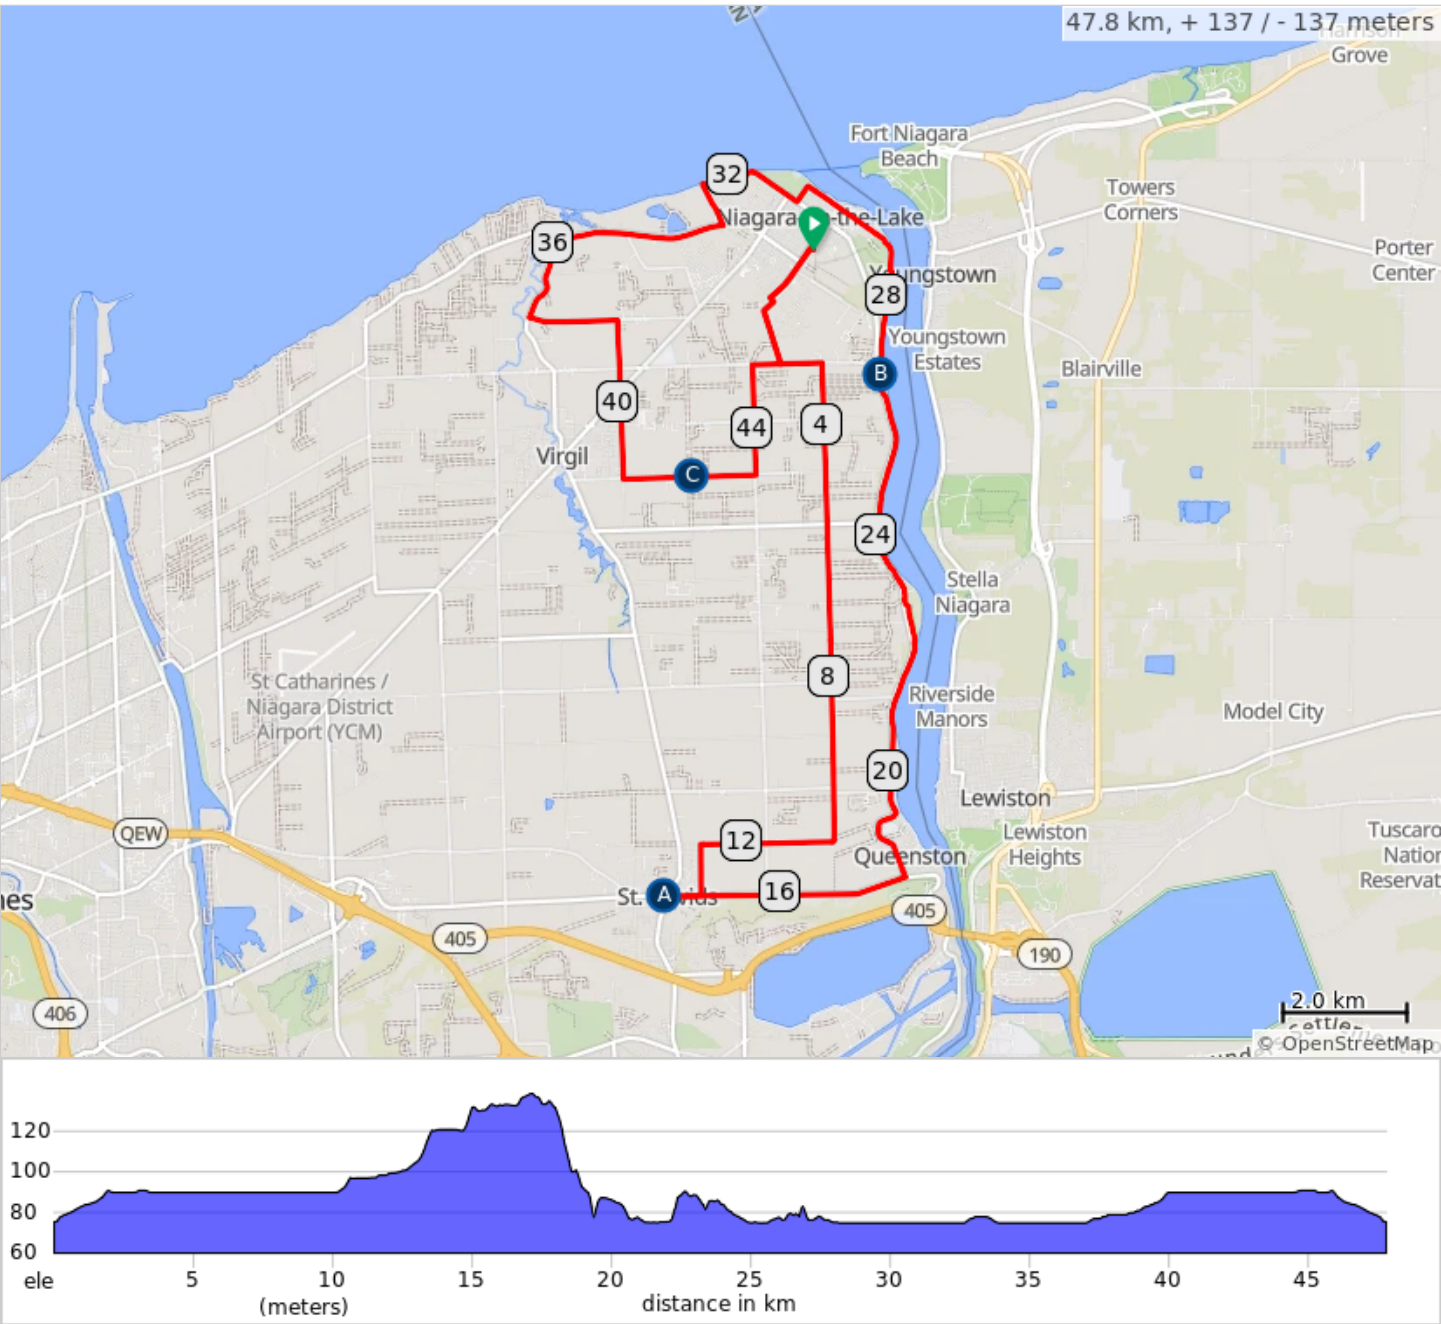 47.8 km, + 137 / - 137 meters
Harrison
Grove
Fort Niagara
Beach
32
Towers
Corners
Niagara-on-the-Lake
36
Porter
Center
Youngstown
28
Youngstown
Estates
Blairville
B
40
44
4
Virgil
C
24
Stella
Niagara
St Catharines /
Niagara District
Airport (YCM)
8
Riverside
Manors
Model City
20
Lewiston
QEW
12
Lewiston
Heights
Queenston
St. Davids
A
16
405
405
190
406
2.0 km
© OpenStreetMap
120
100
80
60
ele
5
10
15
20
25
30
35
40
45
(meters)
distance in km